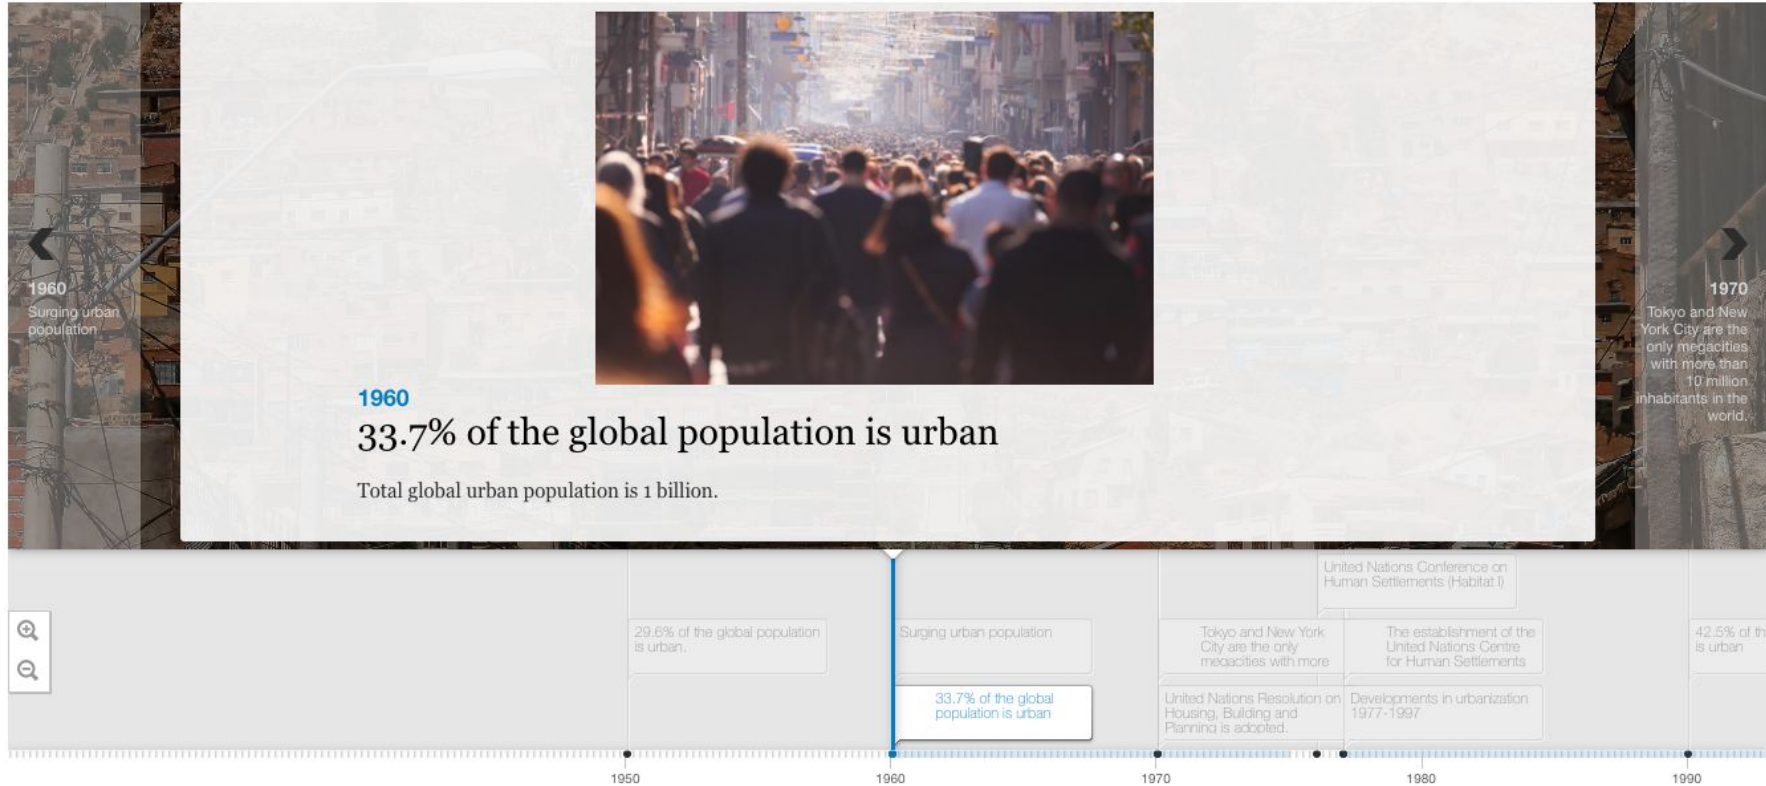 1960
Surging urban
population
1960
33.7% of the global population is urban
Total global urban population is 1 billion.
1970
Tokyo and New
York City are the
only megacities
with more than
10 million
inhabitants in the
world.
United Nations Conference on
Human Settlements (Habitat I)
29.6% of the global population
is urban.
Surging urban population
Tokyo and New York
City are the only
megacities with more
The establishment of the
United Nations Centre
for Human Settlements
42.5% of th
is urban
33.7% of the global
population is urban
United Nations Resolution on
Housing, Building and
Planning is adopted.
Developments in urbanization
1977-1997
1950
1960
1970
1980
1990